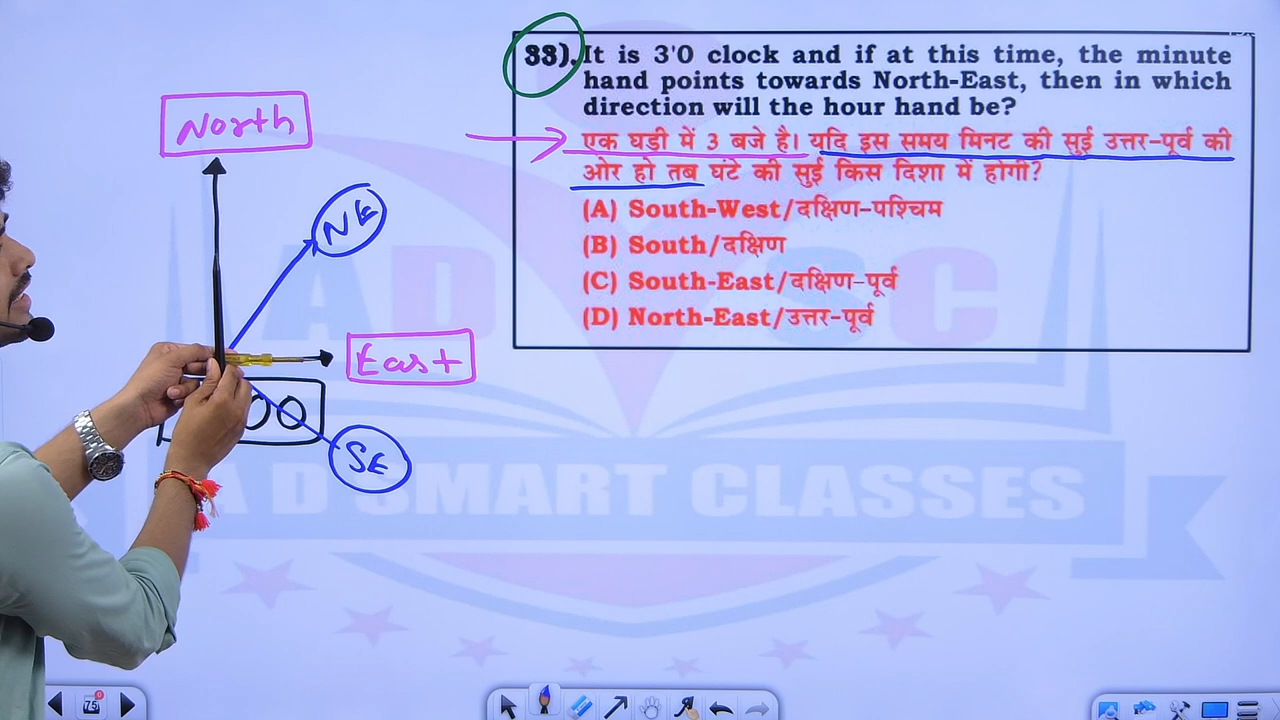 33). It is 3'0 clock and if at this time, the minute
hand points towards North-East, then in which
direction will the hour hand be?
एक घड़ी में 3 बजे है। यदि इस समय मिनट की सुई उत्तर-पूर्व की
ओर हो तब घंटे की सुई किस दिशा में होगी?
(A) South-West/दक्षिण-पश्चिम
(B) South/दक्षिण
(C) South-East/दक्षिण-पूर्व
(D) North-East/उत्तर-पूर्व
North
NE
East
SE
AD SC
A D SMART CLASSES
75